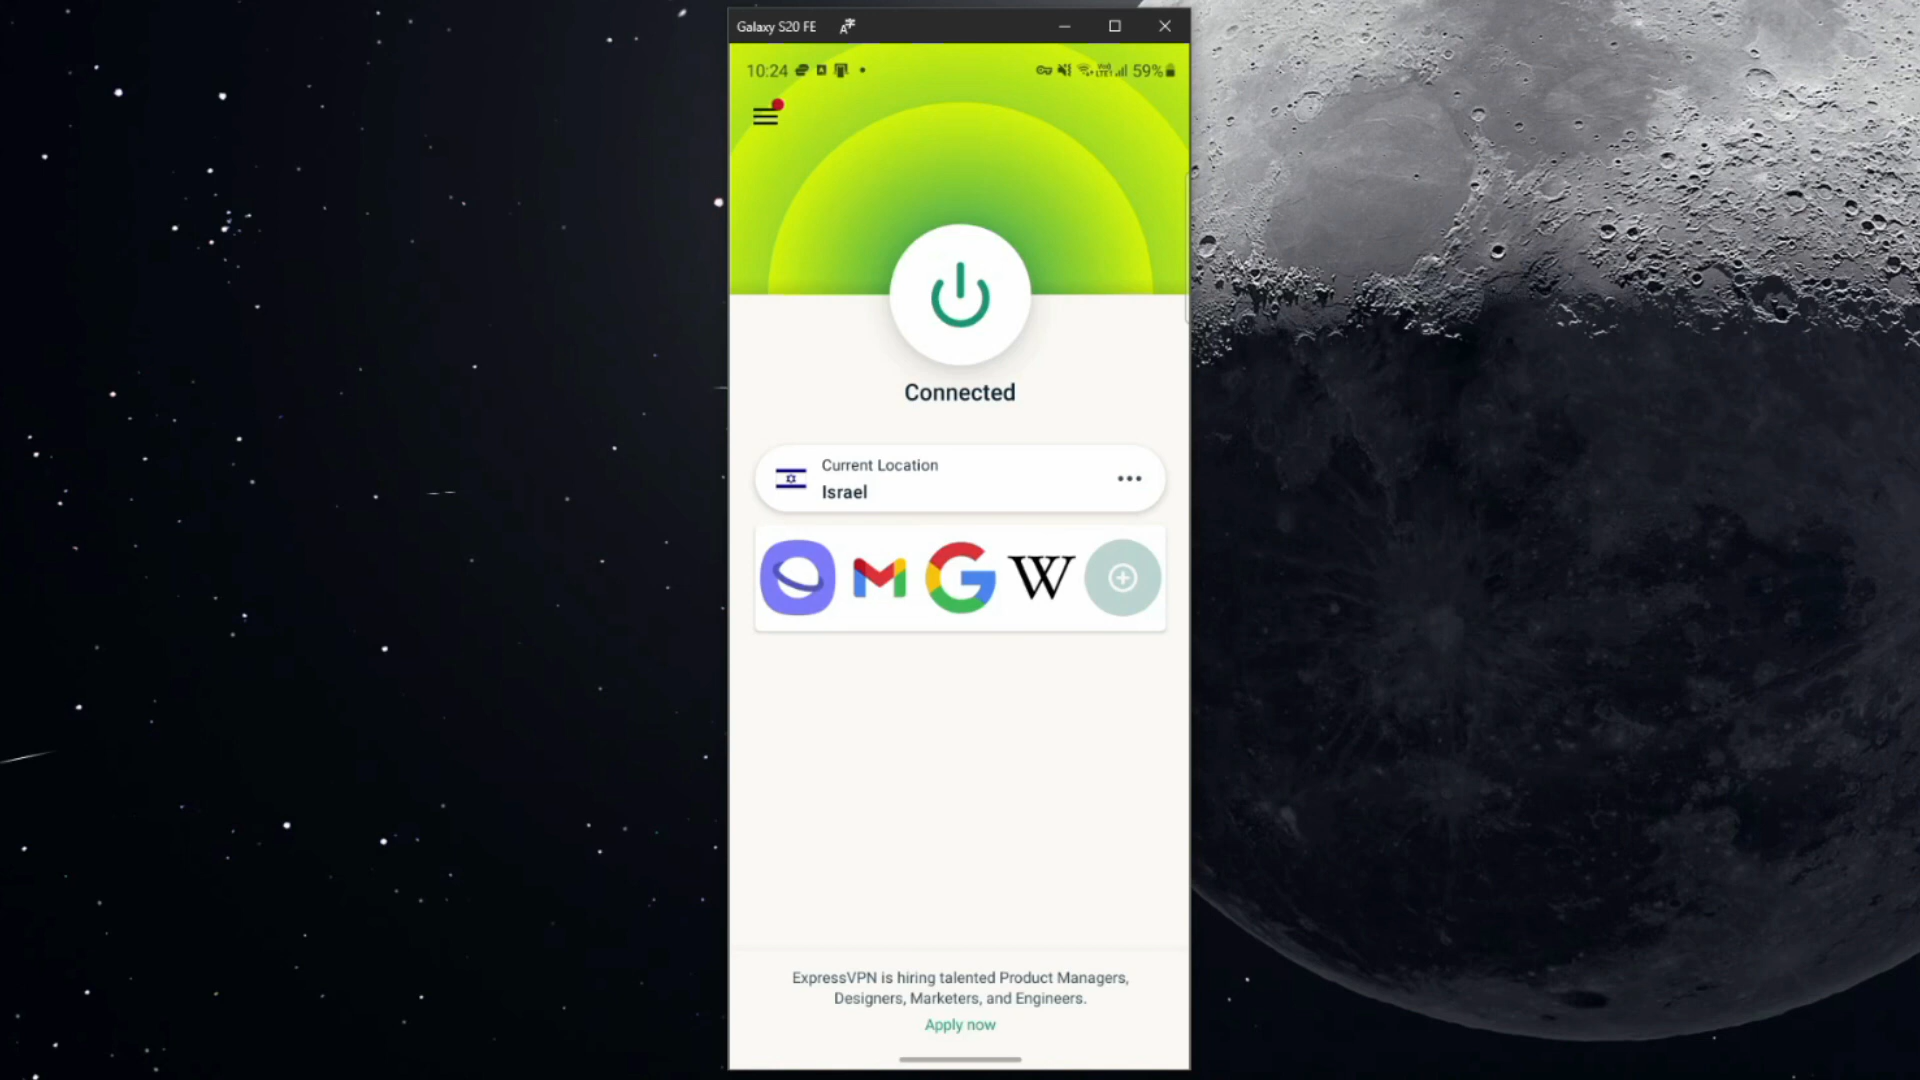 Galaxy S20 FE
10:24
59%
Connected
Current Location
Israel
W
ExpressVPN is hiring talented Product Managers,
Designers, Marketers, and Engineers.
Apply now